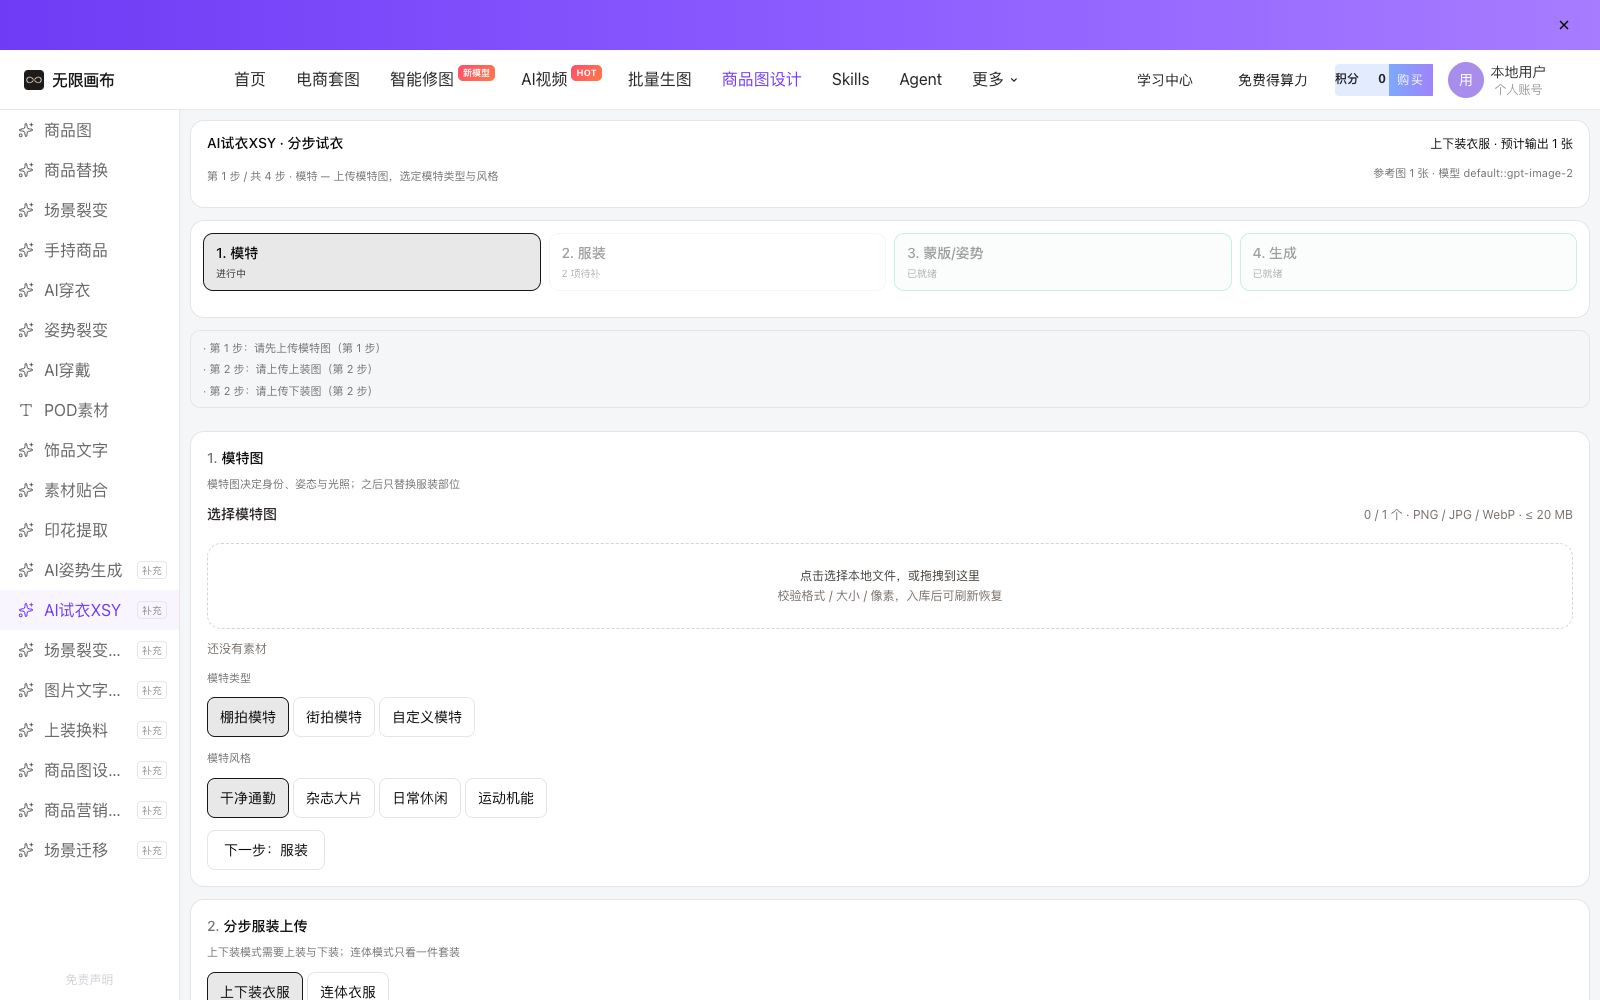 无限画布
首页
电商套图
智能修图
新模型
AI视频
HOT
批量生图
商品图设计
Skills
Agent
更多
学习中心
免费得算力
积分 0
购买
用
本地用户
个人账号
商品图
商品替换
场景裂变
手持商品
AI穿衣
姿势裂变
AI穿戴
POD素材
饰品文字
素材贴合
印花提取
AI姿势生成 补充
AI试衣XSY 补充
场景裂变... 补充
图片文字... 补充
上装换料 补充
商品图设... 补充
商品营销... 补充
场景迁移 补充
免责声明
AI试衣XSY · 分步试衣
第 1 步 / 共 4 步 · 模特 — 上传模特图，选定模特类型与风格
上下装衣服 · 预计输出 1 张
参考图 1 张 · 模型 default::gpt-image-2
1. 模特
进行中
2. 服装
2 项待补
3. 蒙版/姿势
已就绪
4. 生成
已就绪
· 第 1 步：请先上传模特图（第 1 步）
· 第 2 步：请上传上装图（第 2 步）
· 第 2 步：请上传下装图（第 2 步）
1. 模特图
模特图决定身份、姿态与光照；之后只替换服装部位
选择模特图
0 / 1 个 · PNG / JPG / WebP · ≤ 20 MB
点击选择本地文件，或拖拽到这里
校验格式 / 大小 / 像素，入库后可刷新恢复
还没有素材
模特类型
棚拍模特
街拍模特
自定义模特
模特风格
干净通勤
杂志大片
日常休闲
运动机能
下一步：服装
2. 分步服装上传
上下装模式需要上装与下装；连体模式只看一件套装
上下装衣服
连体衣服